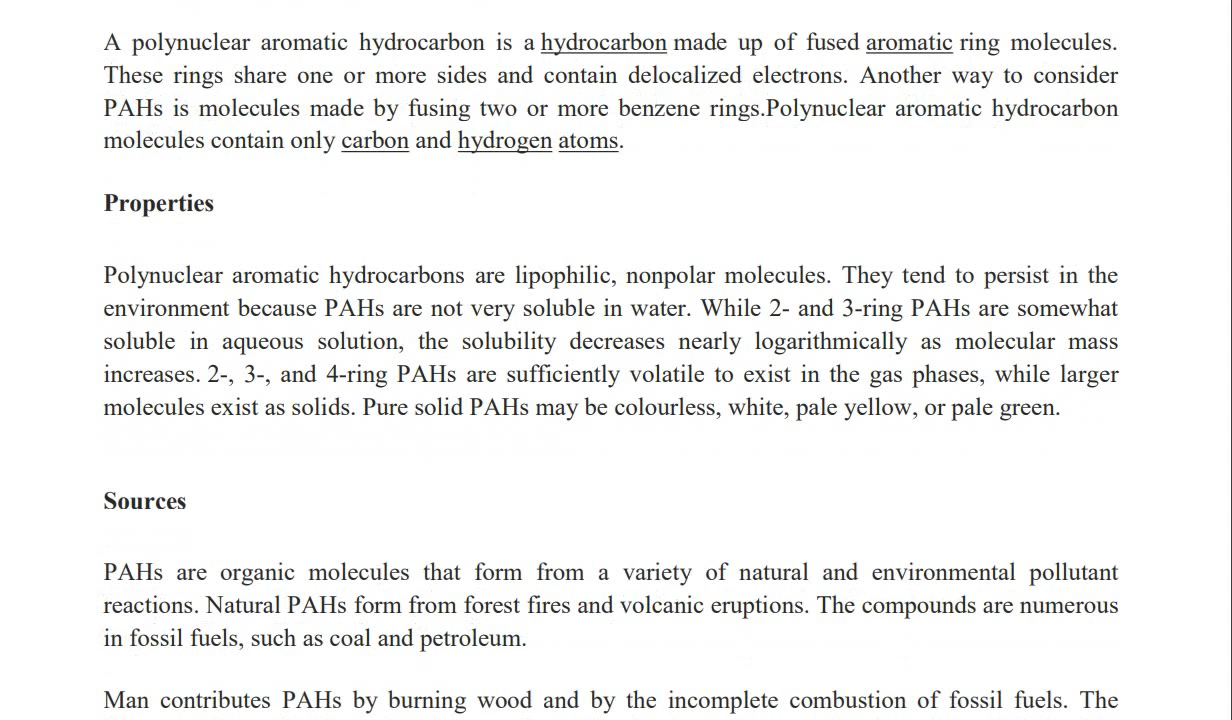 A polynuclear aromatic hydrocarbon is a hydrocarbon made up of fused aromatic ring molecules.
These rings share one or more sides and contain delocalized electrons. Another way to consider
PAHs is molecules made by fusing two or more benzene rings.Polynuclear aromatic hydrocarbon
molecules contain only carbon and hydrogen atoms.
Properties
Polynuclear aromatic hydrocarbons are lipophilic, nonpolar molecules. They tend to persist in the
environment because PAHs are not very soluble in water. While 2- and 3-ring PAHs are somewhat
soluble in aqueous solution, the solubility decreases nearly logarithmically as molecular mass
increases. 2-, 3-, and 4-ring PAHs are sufficiently volatile to exist in the gas phases, while larger
molecules exist as solids. Pure solid PAHs may be colourless, white, pale yellow, or pale green.
Sources
PAHs are organic molecules that form from a variety of natural and environmental pollutant
reactions. Natural PAHs form from forest fires and volcanic eruptions. The compounds are numerous
in fossil fuels, such as coal and petroleum.
Man contributes PAHs by burning wood and by the incomplete combustion of fossil fuels. The